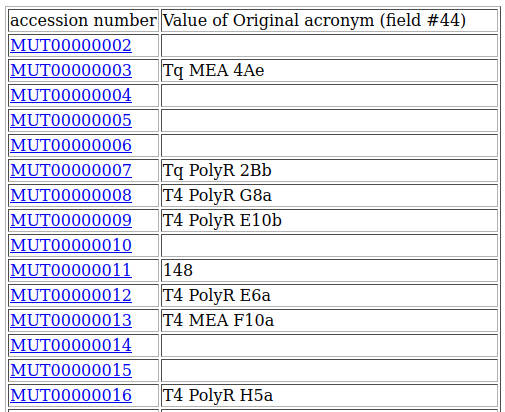 accession number Value of Original acronym (field #44)
MUT00000002
MUT00000003 Tq MEA 4Ae
MUT00000004
MUT00000005
MUT00000006
MUT00000007 Tq PolyR 2Bb
MUT00000008 T4 PolyR G8a
MUT00000009 T4 PolyR E10b
MUT00000010
MUT00000011 148
MUT00000012 T4 PolyR E6a
MUT00000013 T4 MEA F10a
MUT00000014
MUT00000015
MUT00000016 T4 PolyR H5a